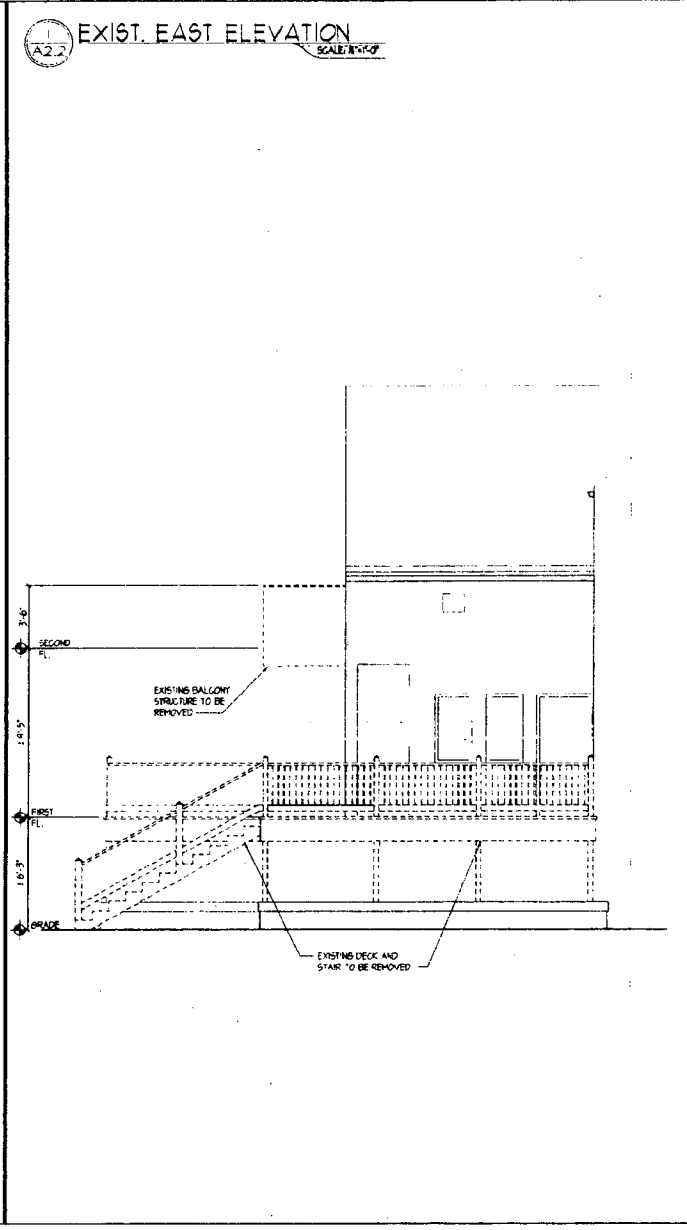 1
A2.2
EXIST. EAST ELEVATION
3'-6"
SECOND
FL.
EXISTING BALCONY
STRUCTURE TO BE
REMOVED
FIRST
FL.
GRADE
EXISTING DECK AND
STAIR TO BE REMOVED